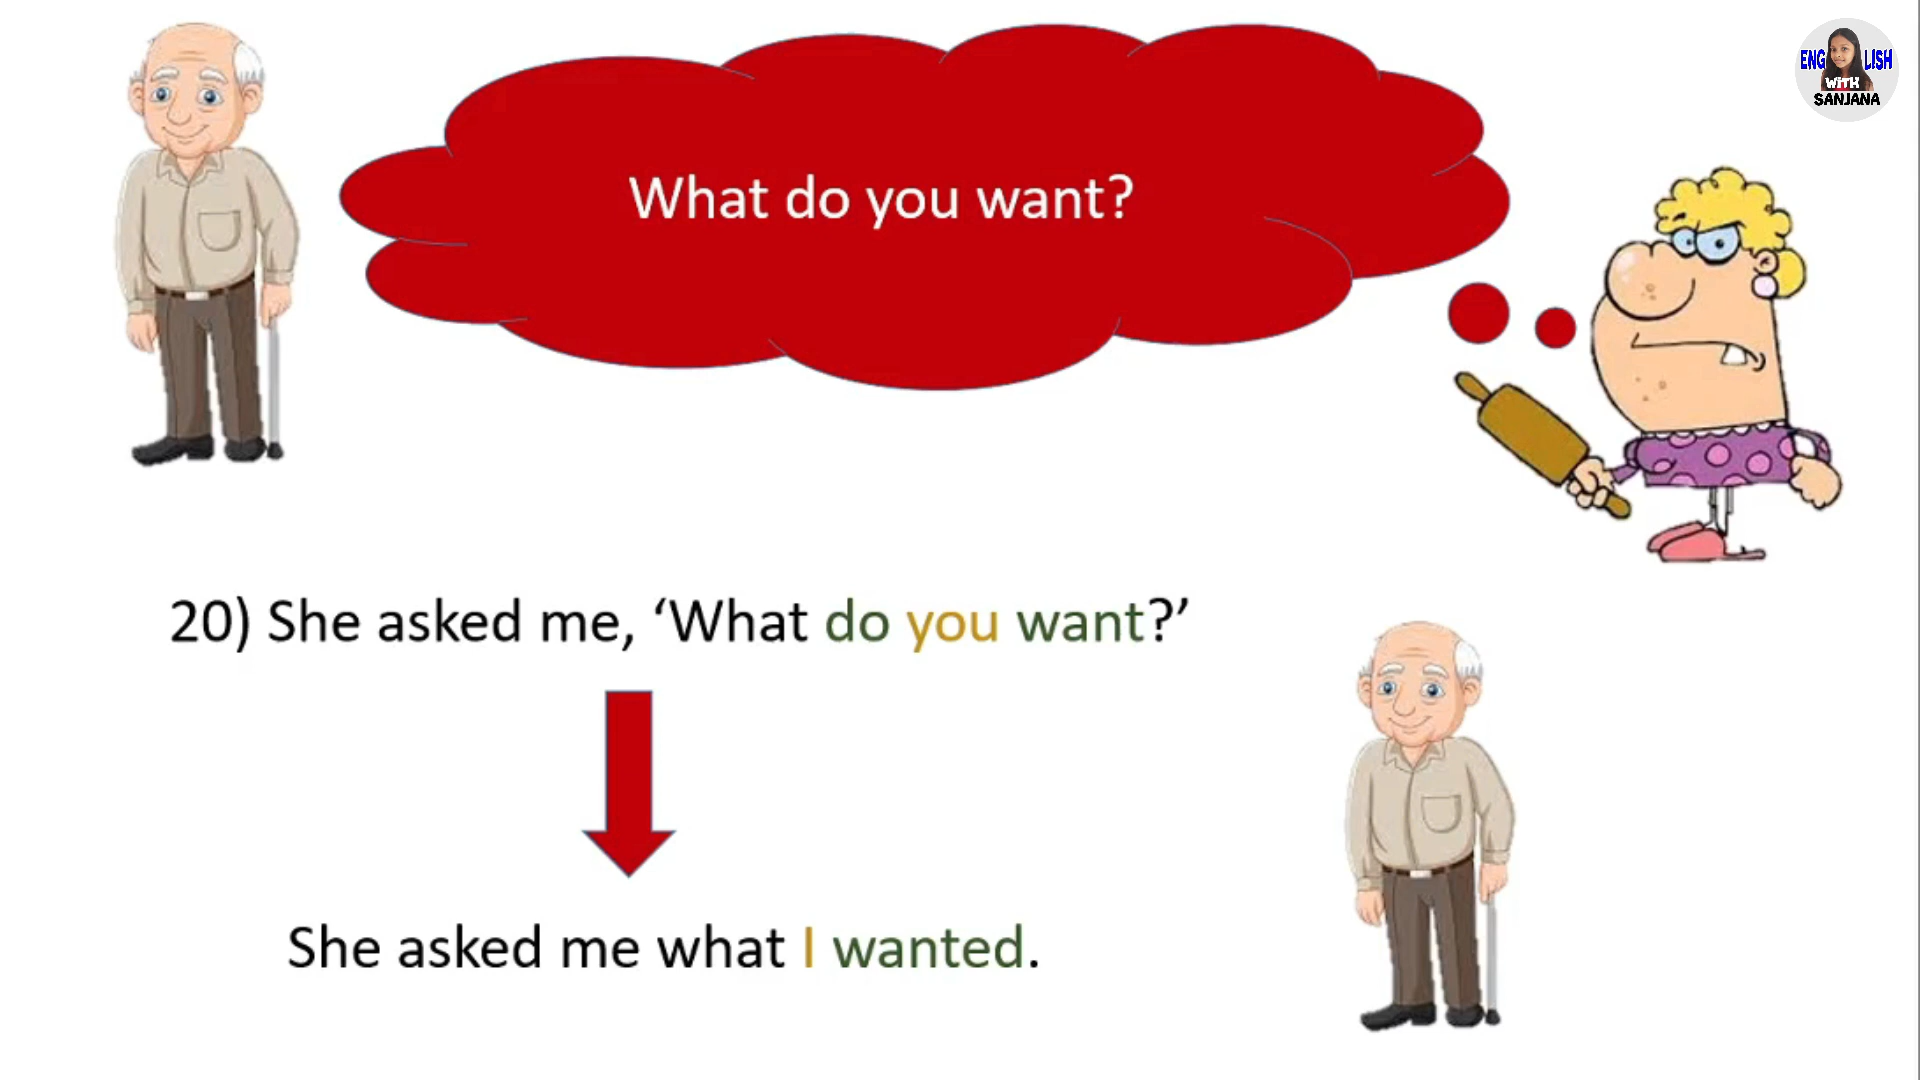 ENGLISH
WITH
SANJANA
What do you want?
20) She asked me, ‘What do you want?’
She asked me what I wanted.